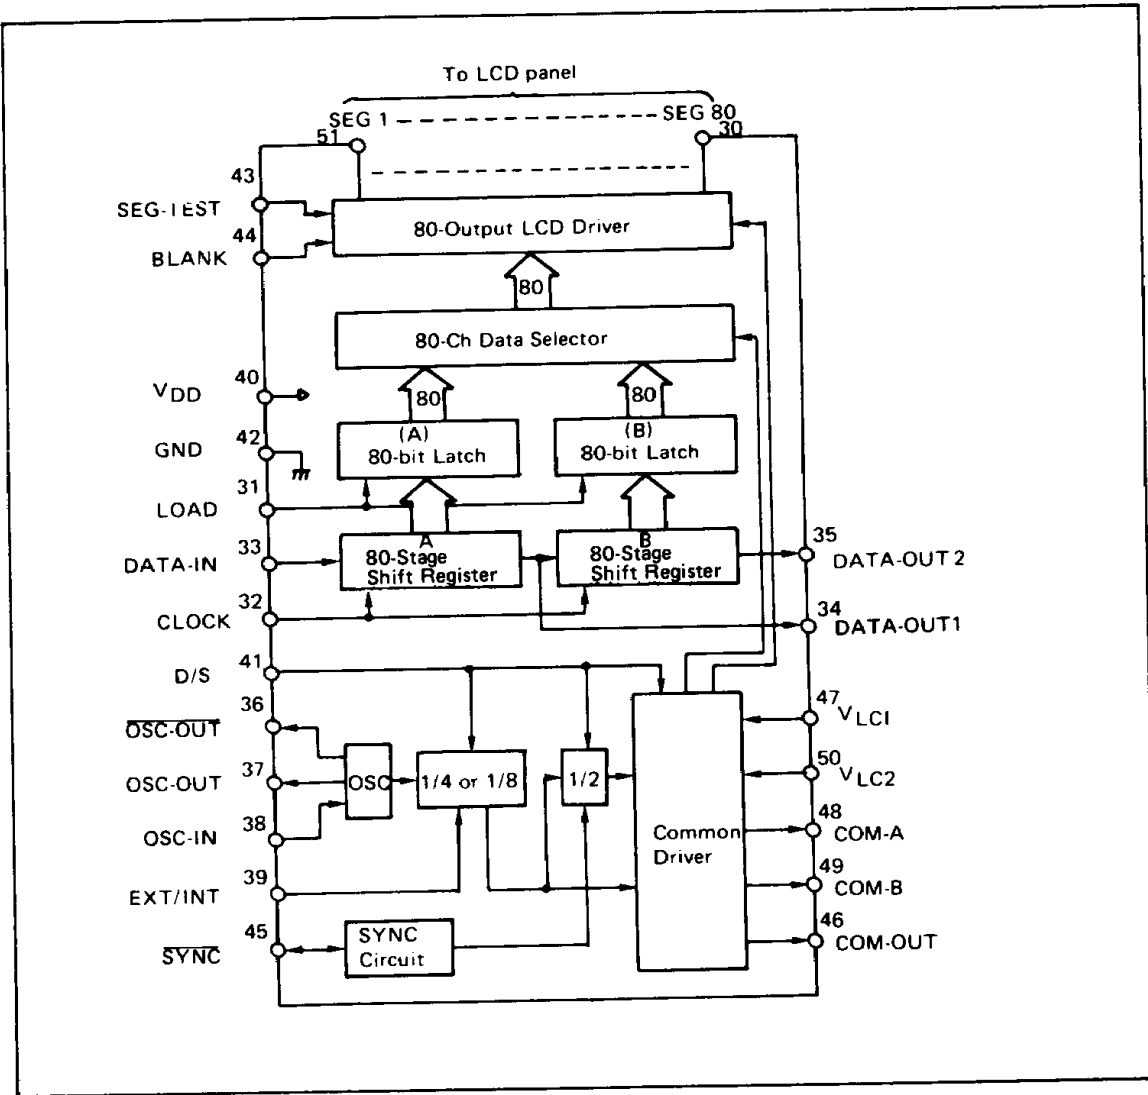 To LCD panel
SEG 1 SEG 80
51 30
43
SEG-TEST
44
BLANK
80-Output LCD Driver
80
80-Ch Data Selector
40
VDD
80 80
42
GND
(A)
80-bit Latch
(B)
80-bit Latch
31
LOAD
33
DATA-IN
A
80-Stage
Shift Register
B
80-Stage
Shift Register
35
DATA-OUT 2
32
CLOCK
34
DATA-OUT1
41
D/S
36
OSC-OUT
47
VLC1
37
OSC-OUT
OSC
1/4 or 1/8
1/2
50
VLC2
38
OSC-IN
Common
Driver
48
COM-A
39
EXT/INT
49
COM-B
45
SYNC
SYNC
Circuit
46
COM-OUT